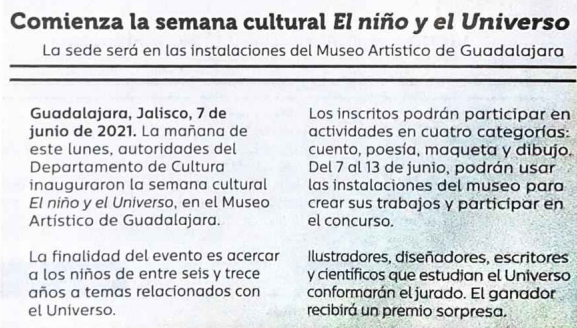 Comienza la semana cultural El niño y el Universo
La sede será en las instalaciones del Museo Artístico de Guadalajara
Guadalajara, Jalisco, 7 de
junio de 2021. La mañana de
este lunes, autoridades del
Departamento de Cultura
inauguraron la semana cultural
El niño y el Universo, en el Museo
Artístico de Guadalajara.
La finalidad del evento es acercar
a los niños de entre seis y trece
años a temas relacionados con
el Universo.
Los inscritos podrán participar en
actividades en cuatro categorías:
cuento, poesía, maqueta y dibujo.
Del 7 al 13 de junio, podrán usar
las instalaciones del museo para
crear sus trabajos y participar en
el concurso.
Ilustradores, diseñadores, escritores
y científicos que estudian el Universo
conformarán el jurado. El ganador
recibirá un premio sorpresa.